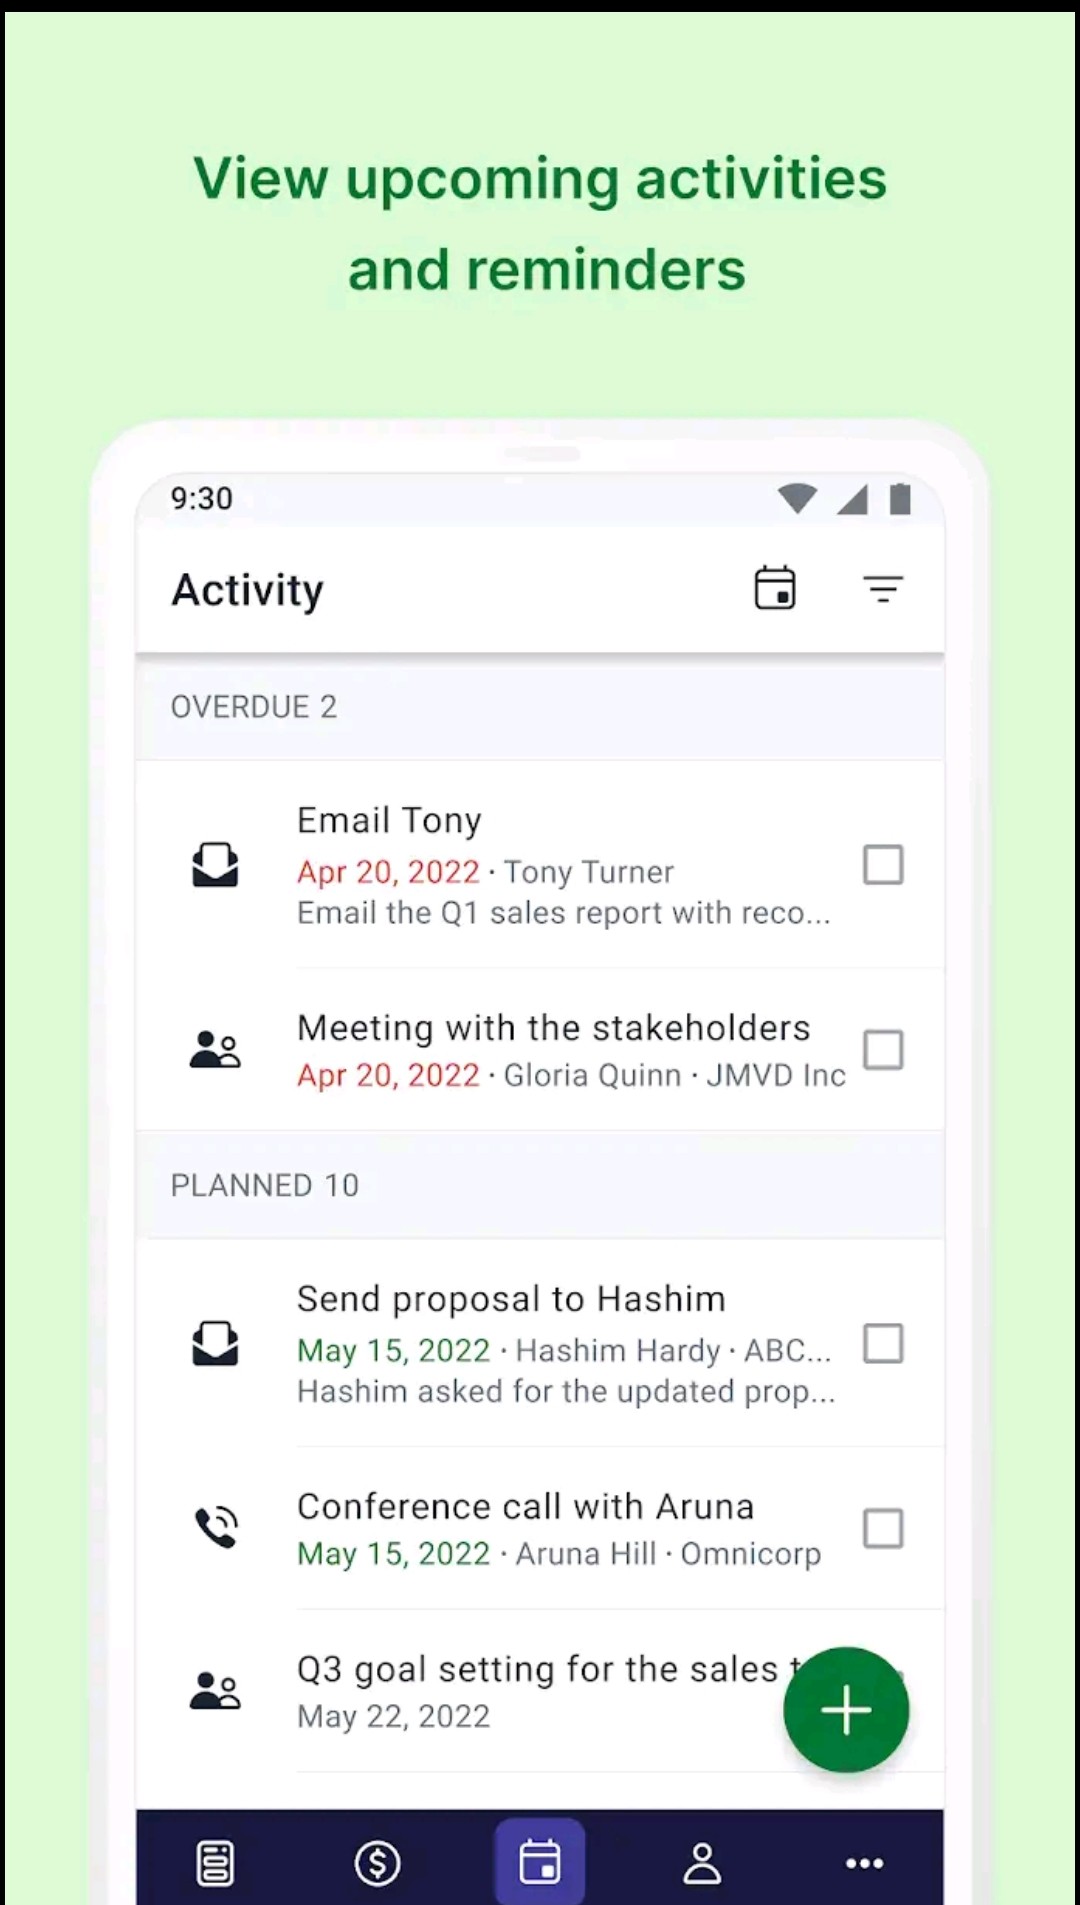 View upcoming activities
and reminders
9:30
Activity
OVERDUE 2
Email Tony
Apr 20, 2022 · Tony Turner
Email the Q1 sales report with reco...
Meeting with the stakeholders
Apr 20, 2022 · Gloria Quinn · JMVD Inc
PLANNED 10
Send proposal to Hashim
May 15, 2022 · Hashim Hardy · ABC...
Hashim asked for the updated prop...
Conference call with Aruna
May 15, 2022 · Aruna Hill · Omnicorp
Q3 goal setting for the sales
May 22, 2022